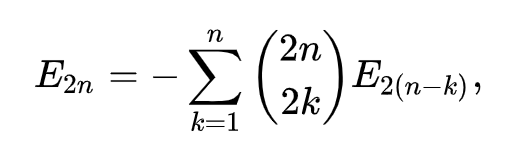 $E_{2n} = -\sum_{k=1}^{n} \binom{2n}{2k} E_{2(n-k)},$